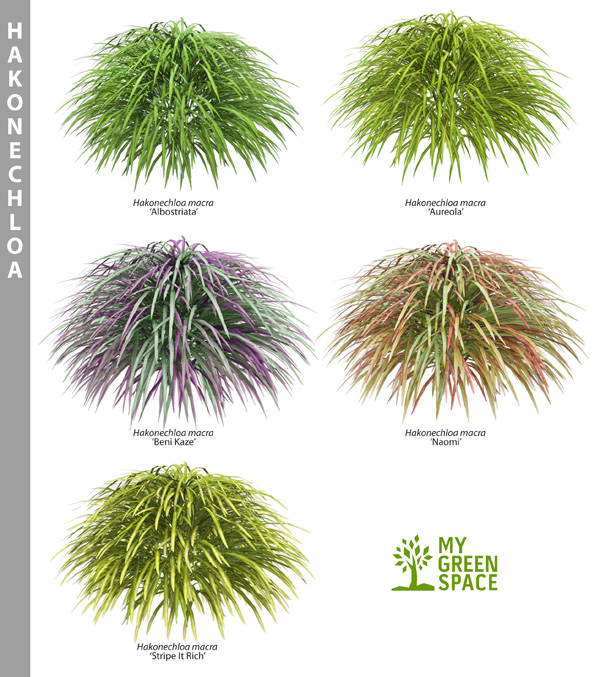 HAKONECHLOA
Hakonechloa macra
‘Albostriata’
Hakonechloa macra
‘Aureola’
Hakonechloa macra
‘Beni Kaze’
Hakonechloa macra
‘Naomi’
Hakonechloa macra
‘Stripe It Rich’
MY
GREEN
SPACE